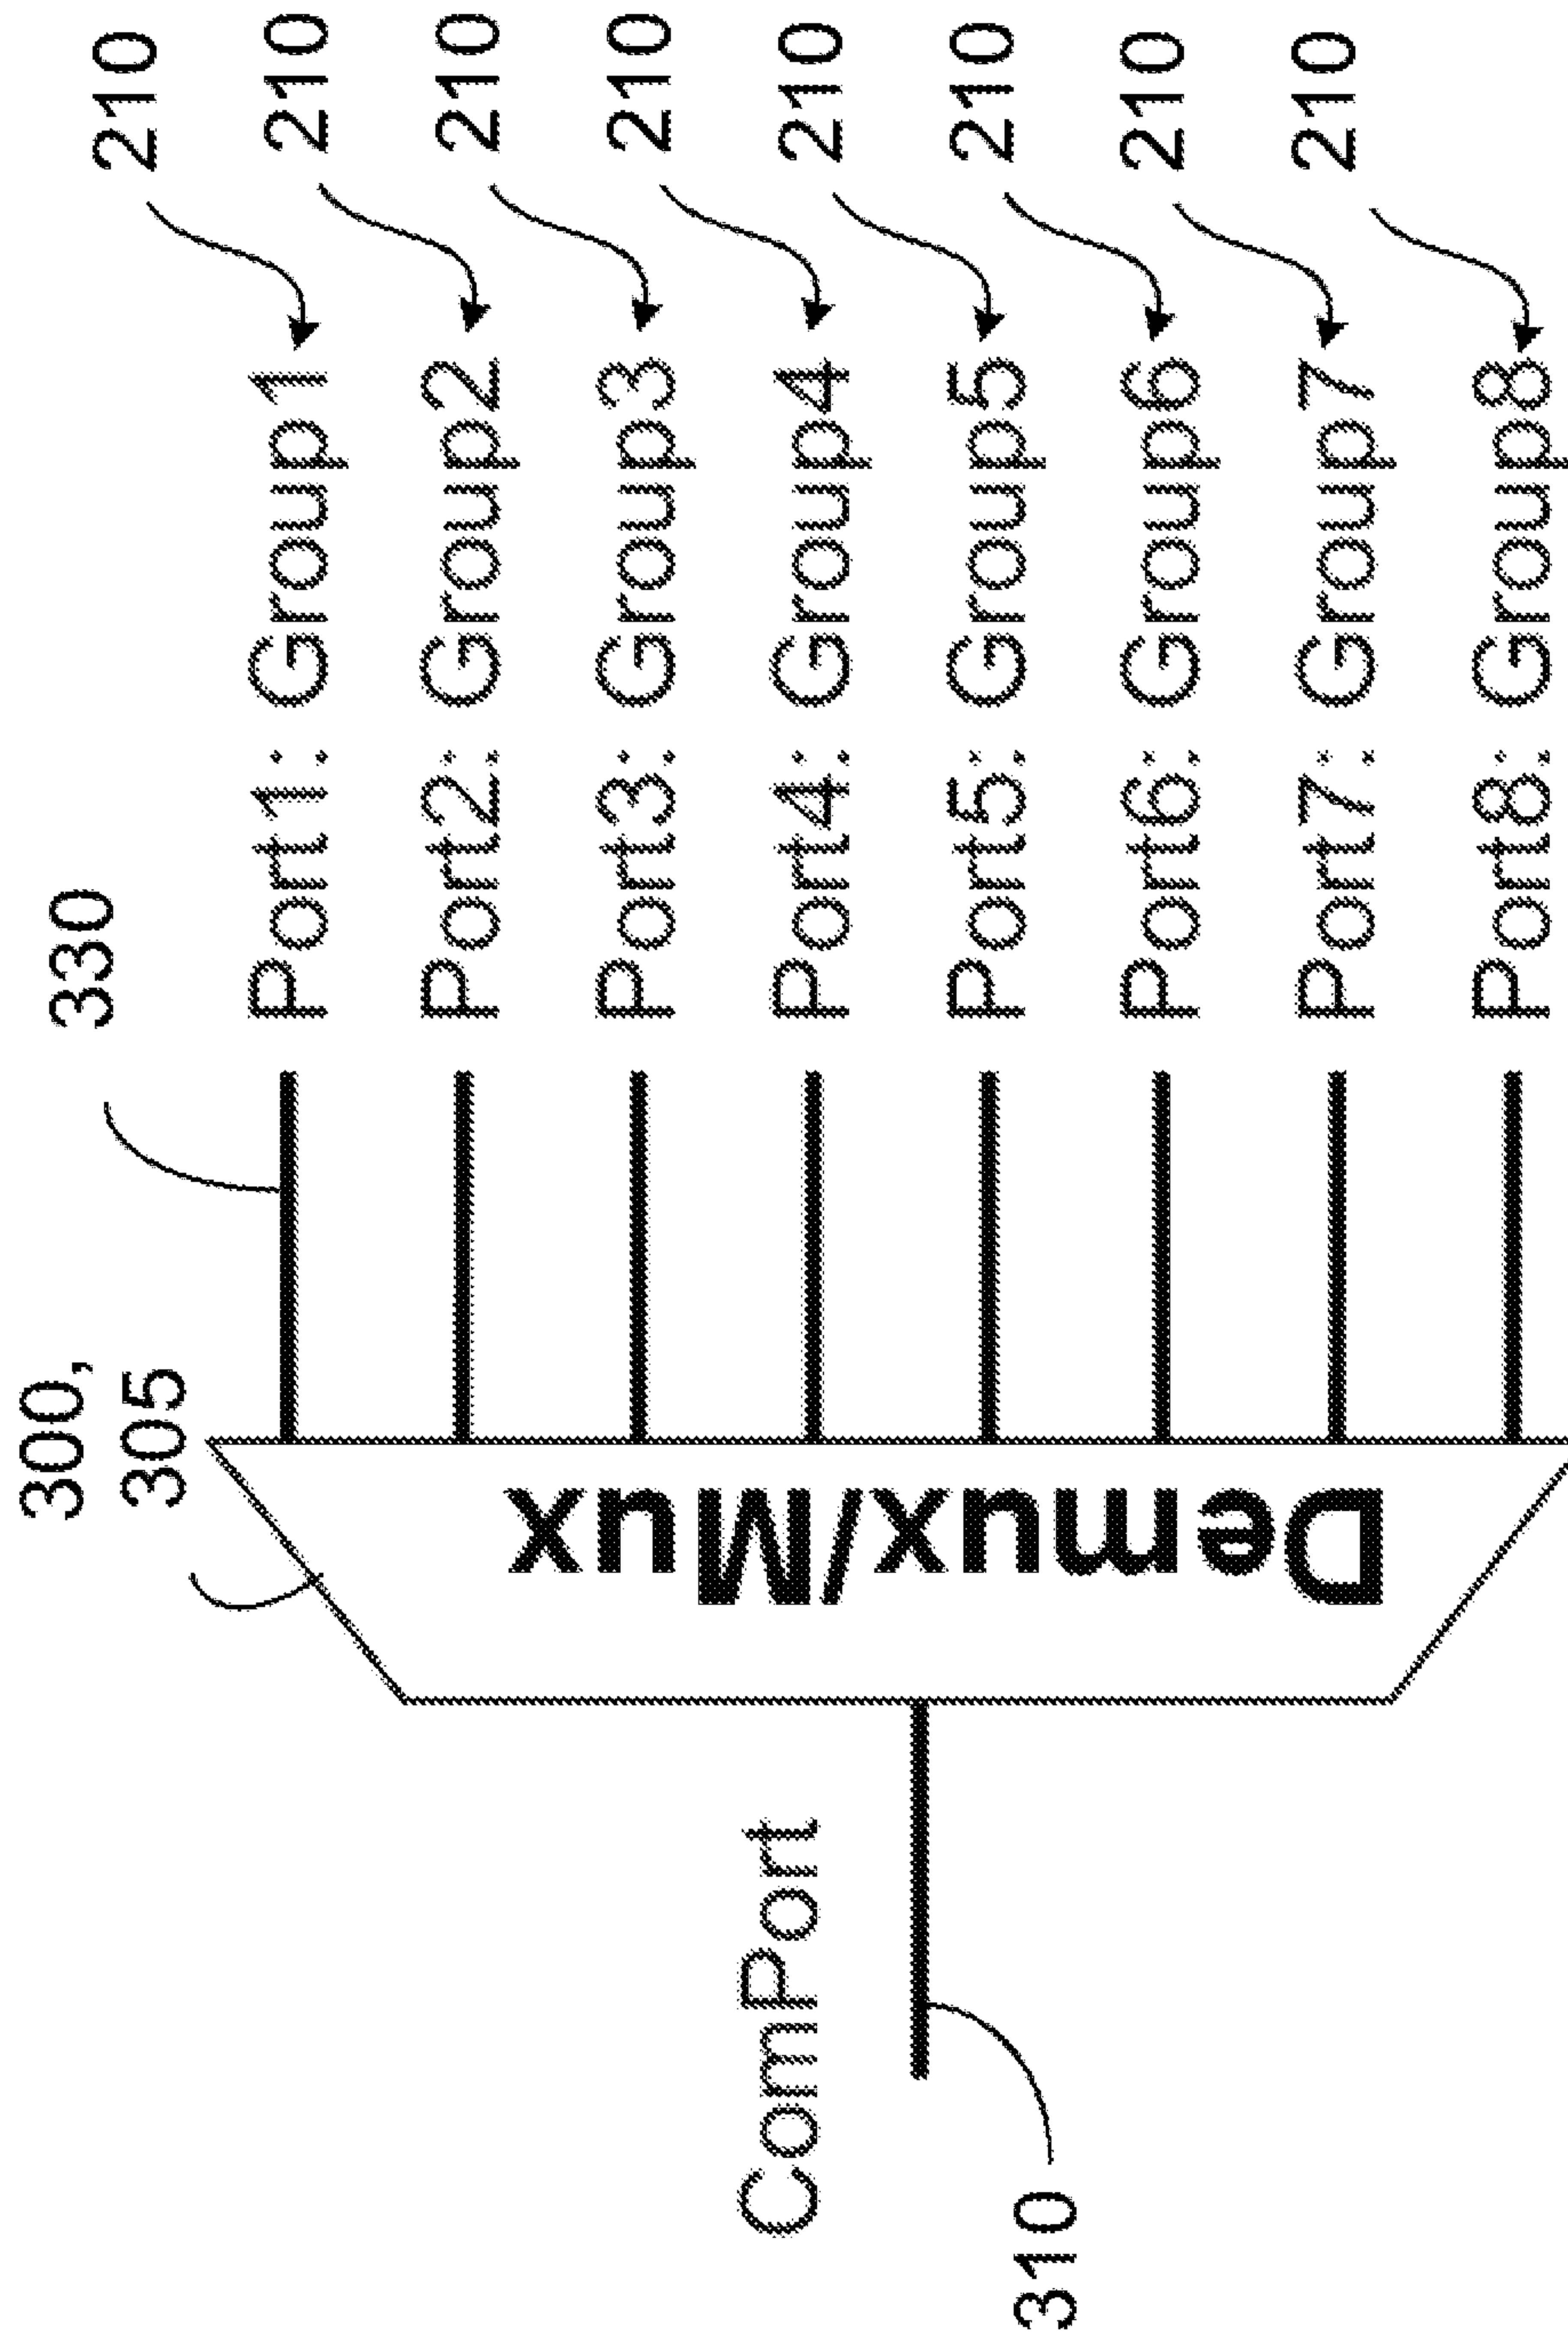 300,
305
330
210
210
210
210
210
210
210
210
Port1: Group1
Port2: Group2
Port3: Group3
Port4: Group4
Port5: Group5
Port6: Group6
Port7: Group7
Port8: Group8
Demux/Mux
ComPort
310